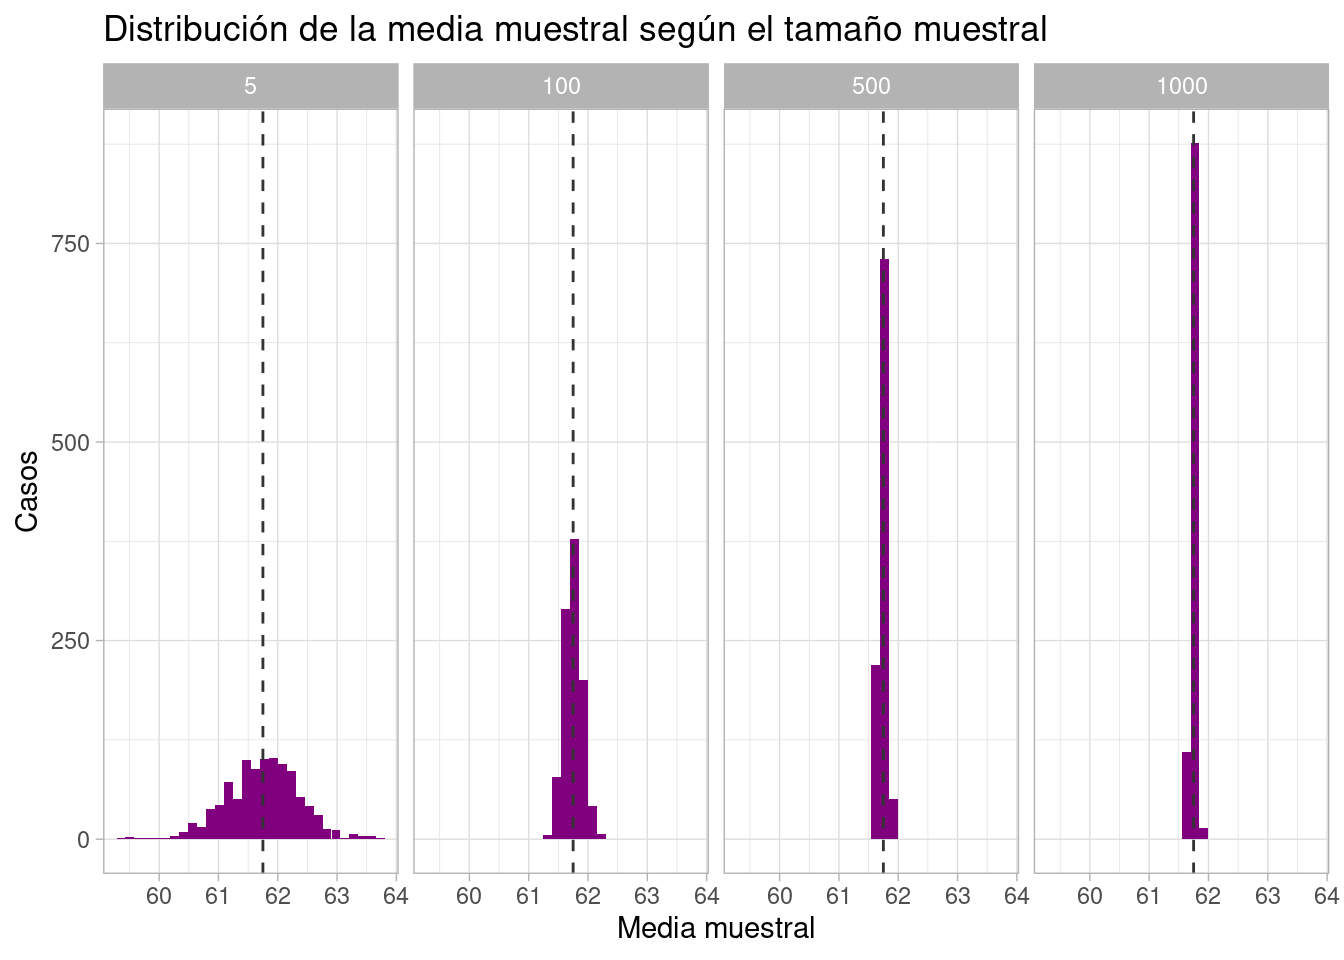 Distribución de la media muestral según el tamaño muestral
5 100 500 1000
750
500
250
0
Casos
60 61 62 63 64 60 61 62 63 64 60 61 62 63 64 60 61 62 63 64
Media muestral